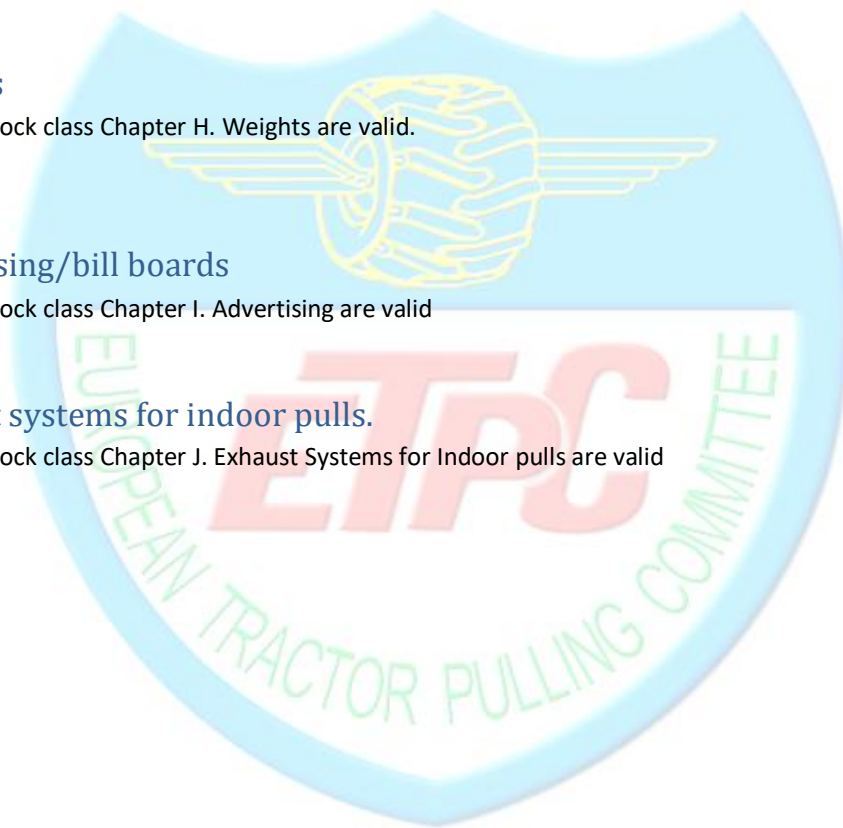 s
ock class Chapter H. Weights are valid.
sing/bill boards
ock class Chapter I. Advertising are valid
t systems for indoor pulls.
ock class Chapter J. Exhaust Systems for Indoor pulls are valid
ETPC
EUROPEAN TRACTOR PULLING COMMITTEE